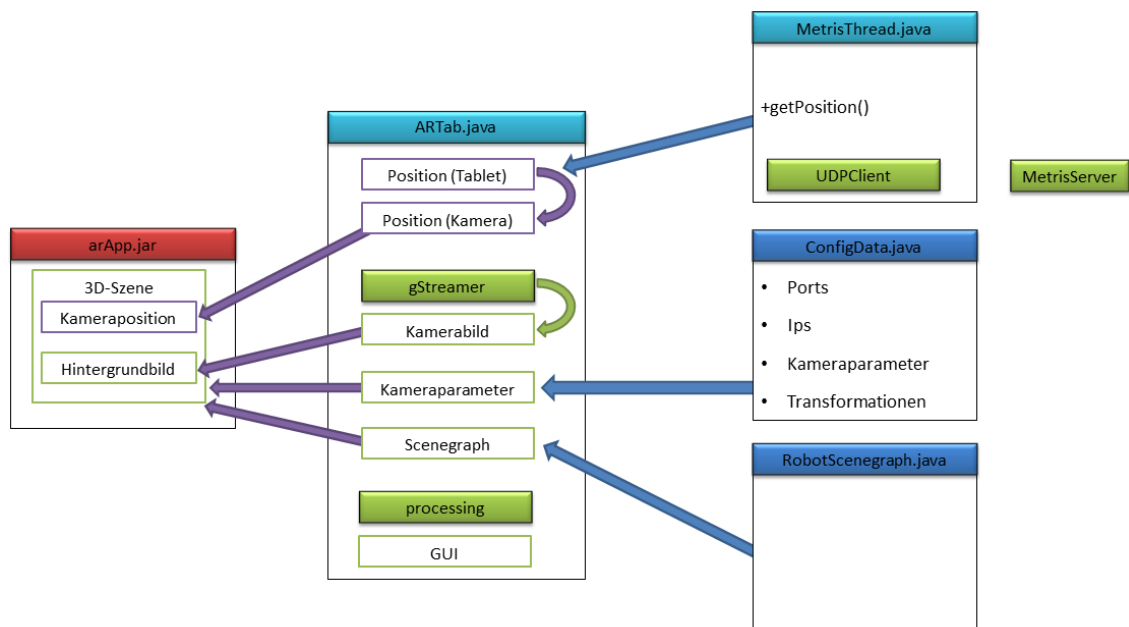 MetrisThread.java
+getPosition()
UDPClient
MetrisServer
ARTab.java
Position (Tablet)
Position (Kamera)
gStreamer
Kamerabild
Kameraparameter
Scenegraph
processing
GUI
arApp.jar
3D-Szene
Kameraposition
Hintergrundbild
ConfigData.java
• Ports
• Ips
• Kameraparameter
• Transformationen
RobotScenegraph.java